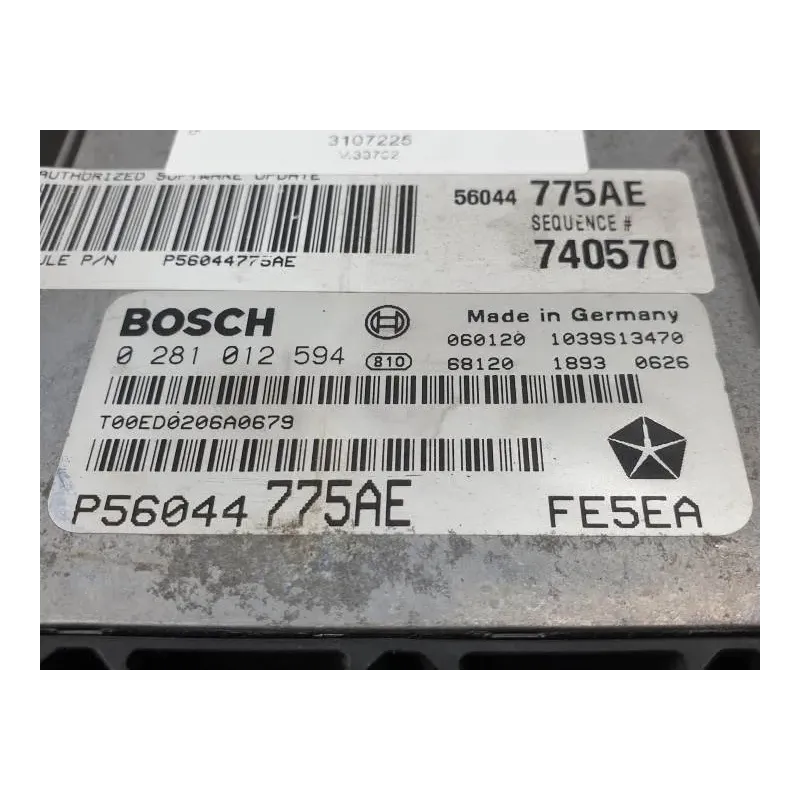 3107225
AUTHORIZED SOFTWARE UPDATE
56044 775AE
SEQUENCE #
740570
P/N P56044775AE
BOSCH
Made in Germany
0 281 012 594
810
060120 1039S13470
68120 1893 0626
T00ED0206A0679
P56044 775AE
FE5EA